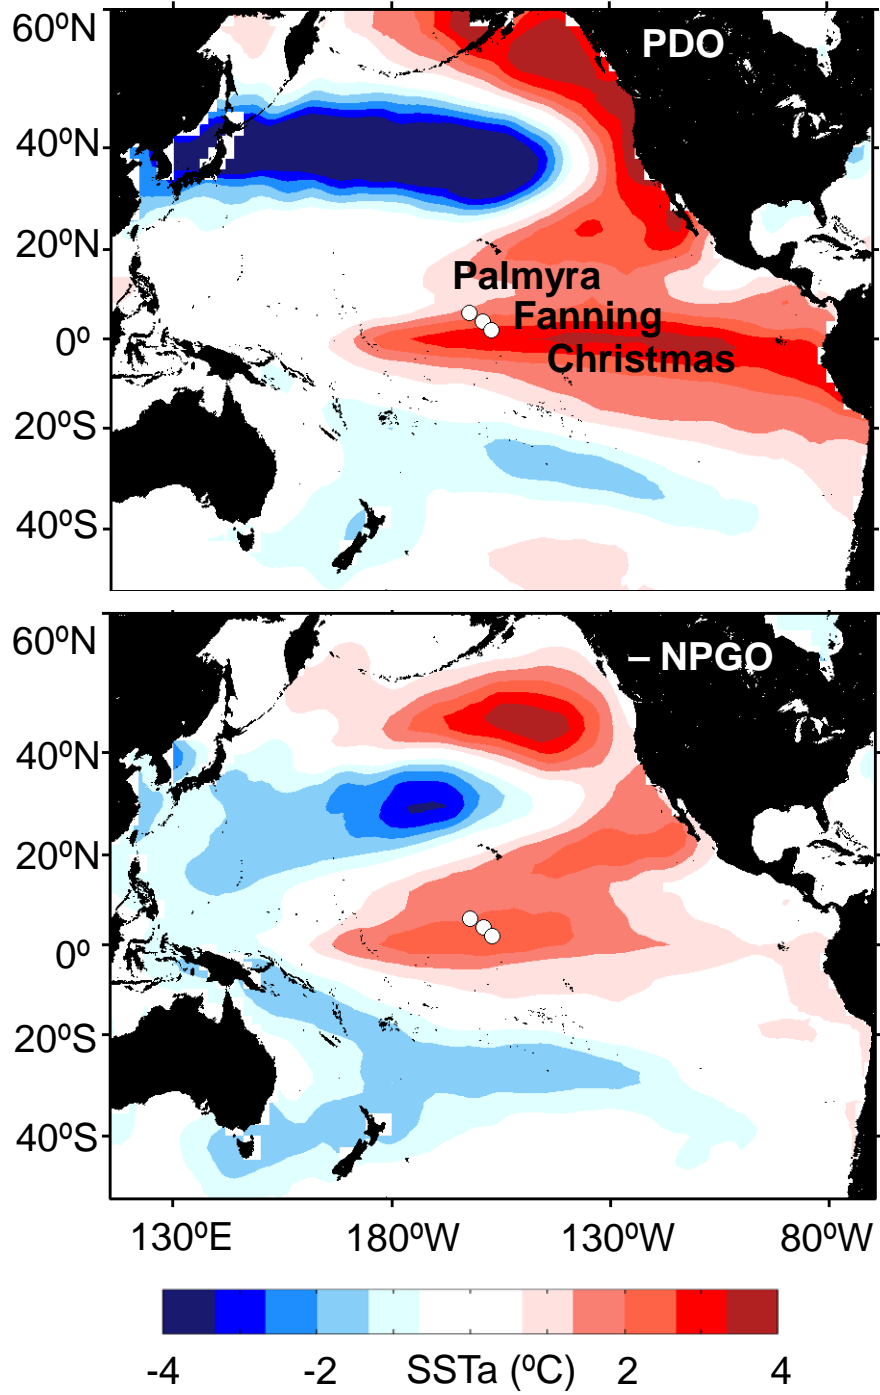 60ºN
PDO
40ºN
20ºN
Palmyra
Fanning
0º
Christmas
20ºS
40ºS
60ºN
– NPGO
40ºN
20ºN
0º
20ºS
40ºS
130ºE 180ºW 130ºW 80ºW
-4 -2 SSTa (ºC) 2 4